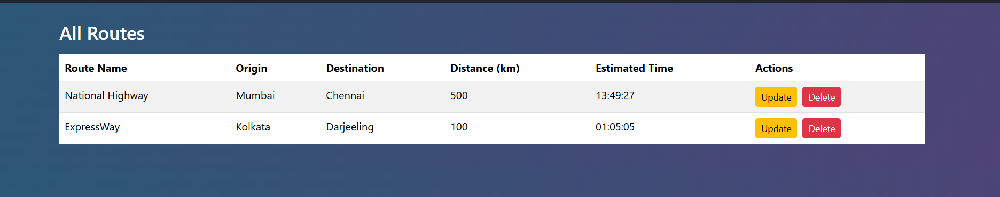 All Routes
Route Name Origin Destination Distance (km) Estimated Time Actions
National Highway Mumbai Chennai 500 13:49:27 Update Delete
ExpressWay Kolkata Darjeeling 100 01:05:05 Update Delete